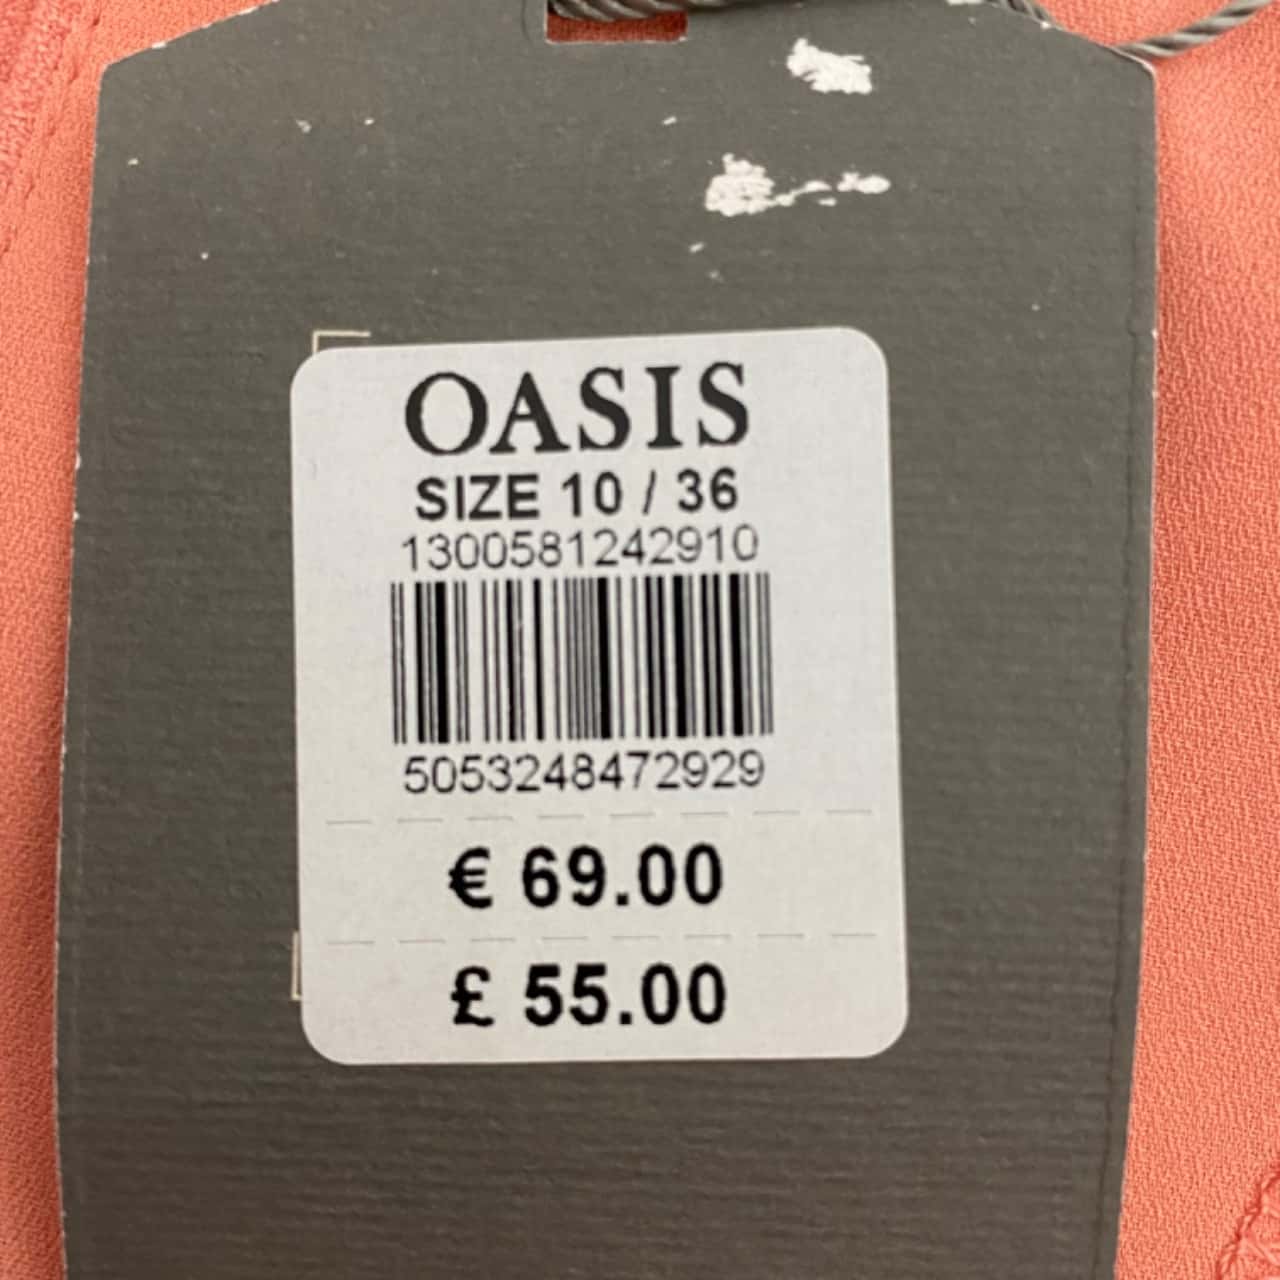 OASIS
SIZE 10 / 36
1300581242910
5053248472929
€ 69.00
£ 55.00